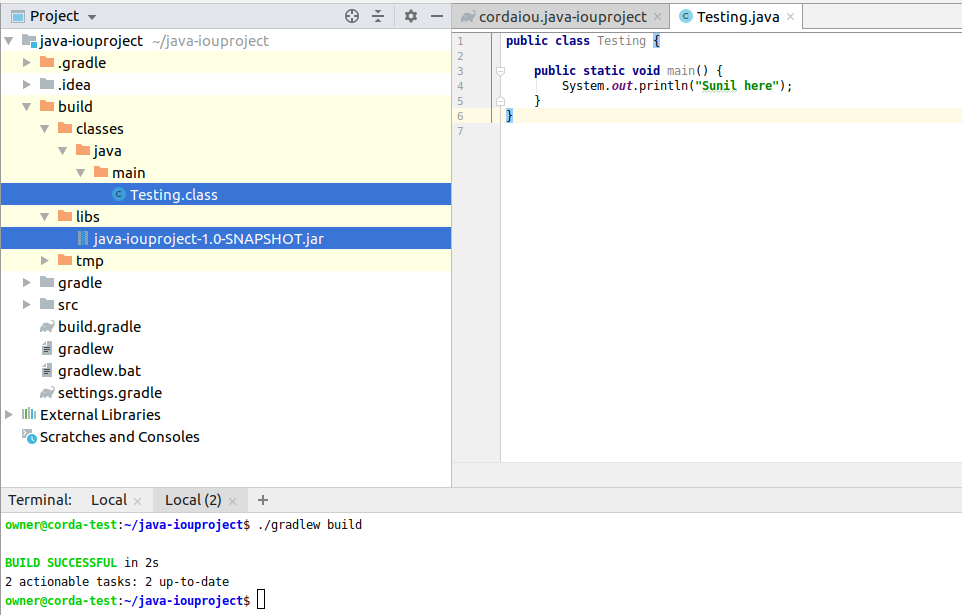 Project
java-iouproject ~/java-iouproject
.gradle
.idea
build
classes
java
main
Testing.class
libs
java-iouproject-1.0-SNAPSHOT.jar
tmp
gradle
src
build.gradle
gradlew
gradlew.bat
settings.gradle
External Libraries
Scratches and Consoles
cordaiou.java-iouproject × Testing.java ×
1 public class Testing {
2
3 public static void main() {
4 System.out.println("Sunil here");
5 }
6 }
7
Terminal: Local × Local (2) × +
owner@corda-test:~/java-iouproject$ ./gradlew build
BUILD SUCCESSFUL in 2s
2 actionable tasks: 2 up-to-date
owner@corda-test:~/java-iouproject$